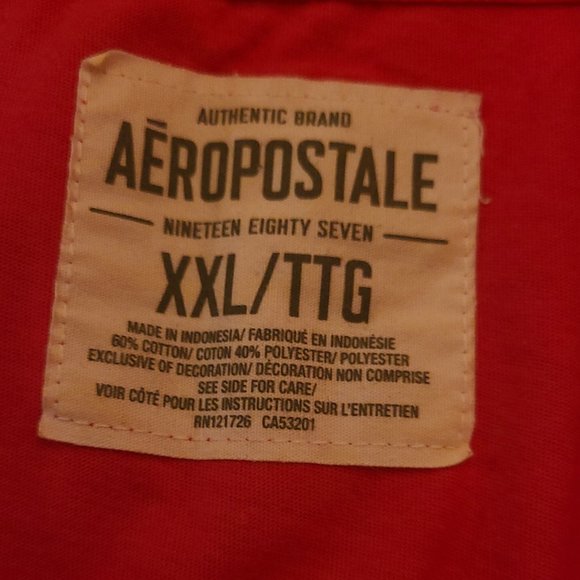 AUTHENTIC BRAND
AĒROPOSTALE
NINETEEN EIGHTY SEVEN
XXL/TTG
MADE IN INDONESIA/ FABRIQUÉ EN INDONÉSIE
60% COTTON/ COTON 40% POLYESTER/ POLYESTER
EXCLUSIVE OF DECORATION/ DÉCORATION NON COMPRISE
SEE SIDE FOR CARE/
VOIR CÔTÉ POUR LES INSTRUCTIONS SUR L'ENTRETIEN
RN121726 CA53201